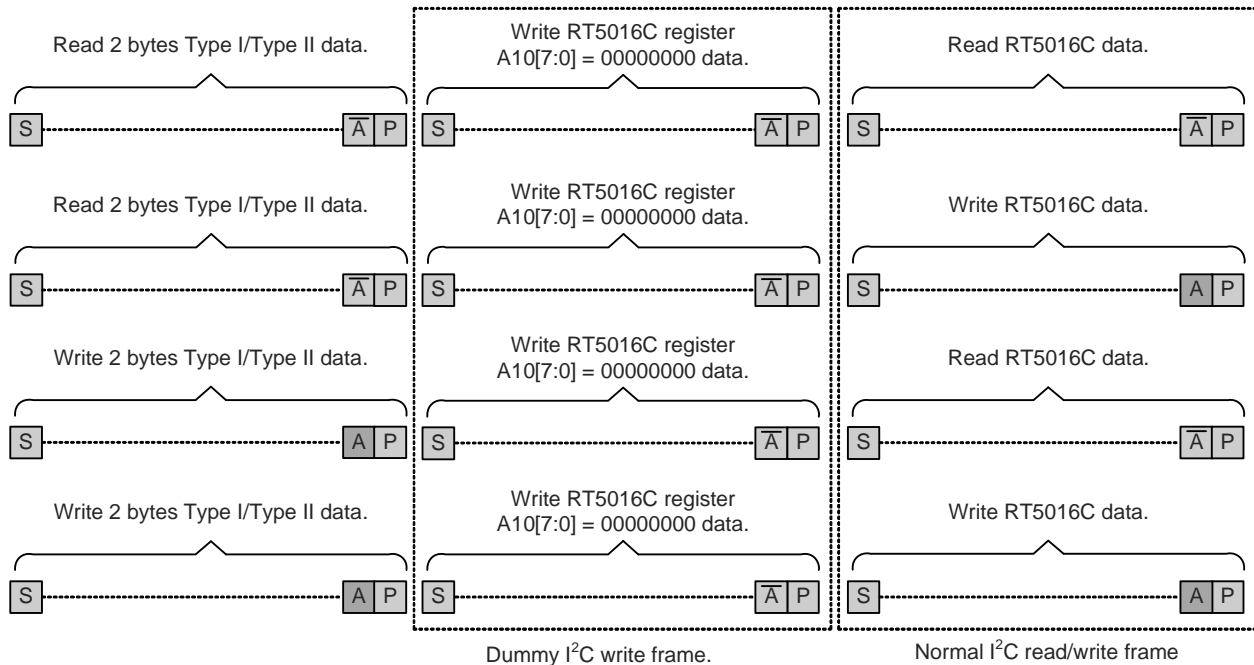 Read 2 bytes Type I/Type II data.
Write RT5016C register
A10[7:0] = 00000000 data.
Read RT5016C data.
S A̅ P S A̅ P S A̅ P
Read 2 bytes Type I/Type II data.
Write RT5016C register
A10[7:0] = 00000000 data.
Write RT5016C data.
S A̅ P S A̅ P S A P
Write 2 bytes Type I/Type II data.
Write RT5016C register
A10[7:0] = 00000000 data.
Read RT5016C data.
S A P S A̅ P S A̅ P
Write 2 bytes Type I/Type II data.
Write RT5016C register
A10[7:0] = 00000000 data.
Write RT5016C data.
S A P S A̅ P S A P
Dummy I²C write frame.
Normal I²C read/write frame